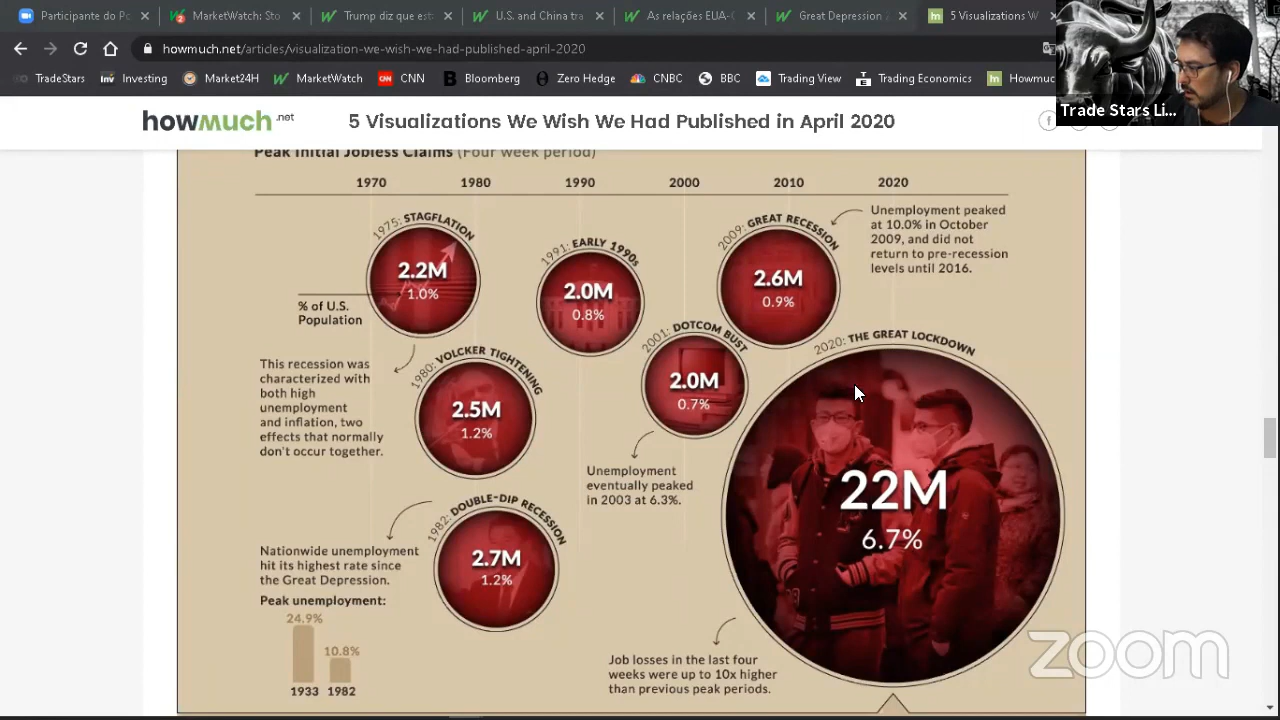 Participante do Po
MarketWatch: Sto
Trump diz que est
U.S. and China tra
As relações EUA-C
Great Depression
5 Visualizations W
howmuch.net/articles/visualization-we-wish-we-had-published-april-2020
TradeStars
Investing
Market24H
MarketWatch
CNN
Bloomberg
Zero Hedge
CNBC
BBC
Trading View
Trading Economics
Howmuc
Trade Stars Li...
howmuch.net
5 Visualizations We Wish We Had Published in April 2020
Peak Initial Jobless Claims (Four week period)
1970 1980 1990 2000 2010 2020
1975: STAGFLATION
2.2M
1.0%
% of U.S.
Population
This recession was
characterized with
both high
unemployment
and inflation, two
effects that normally
don't occur together.
1980: VOLCKER TIGHTENING
2.5M
1.2%
1982: DOUBLE-DIP RECESSION
2.7M
1.2%
Nationwide unemployment
hit its highest rate since
the Great Depression.
Peak unemployment:
24.9%
10.8%
1933 1982
1991: EARLY 1990s
2.0M
0.8%
2001: DOTCOM BUST
2.0M
0.7%
Unemployment
eventually peaked
in 2003 at 6.3%.
2009: GREAT RECESSION
2.6M
0.9%
Unemployment peaked
at 10.0% in October
2009, and did not
return to pre-recession
levels until 2016.
2020: THE GREAT LOCKDOWN
22M
6.7%
Job losses in the last four
weeks were up to 10x higher
than previous peak periods.
zoom